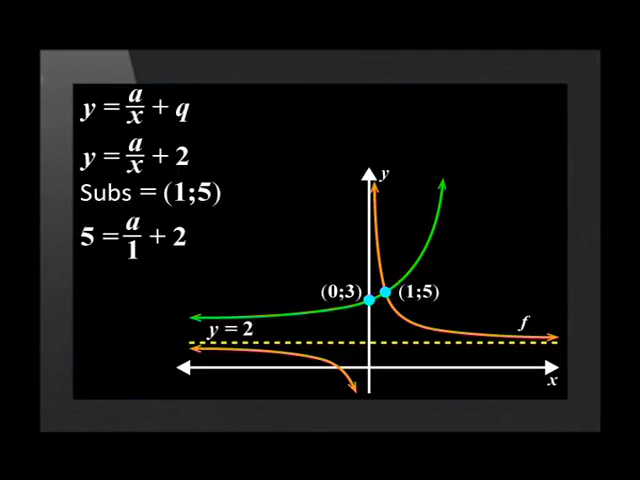 y = a/x + q
y = a/x + 2
Subs = (1;5)
5 = a/1 + 2
y
(0;3)
(1;5)
y = 2
f
x